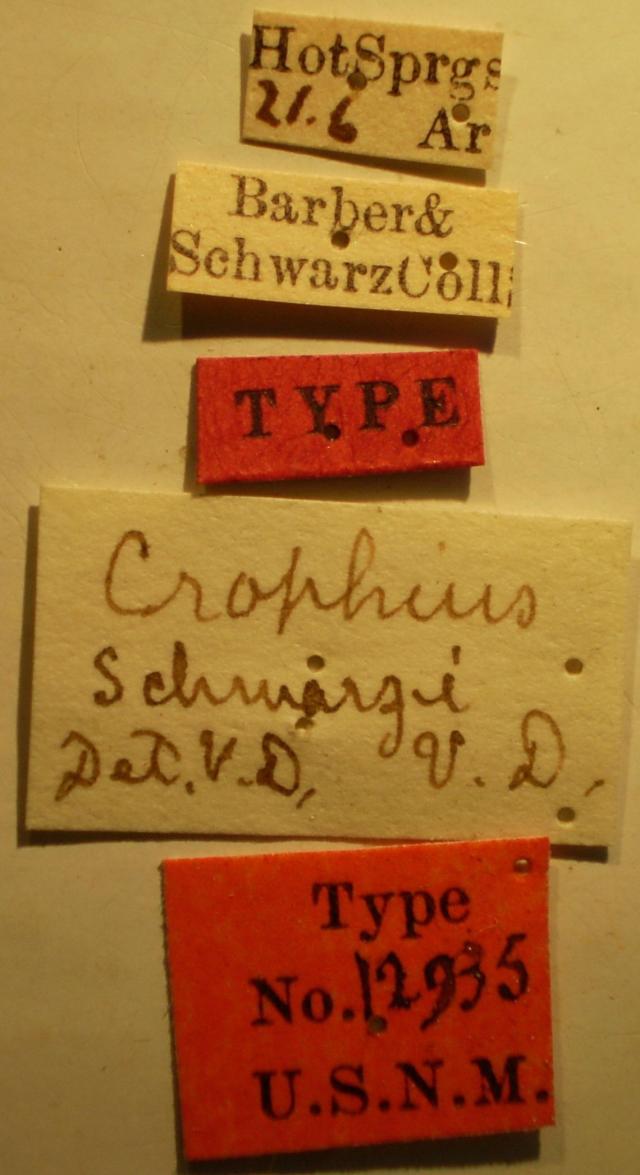 HotSprgs
21.6 Ar
Barber&
SchwarzColl
TYPE
Crophius
Schwarzi
Det. V.D, V. D,
Type
No.12935
U.S.N.M.